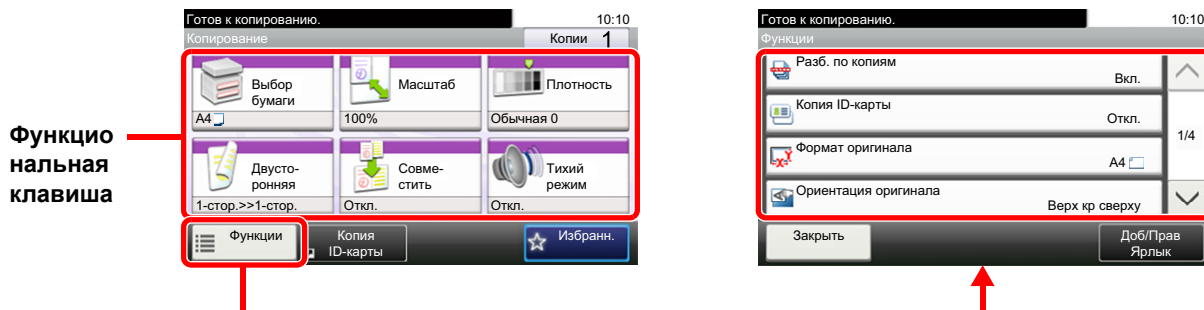 Готов к копированию.
10:10
Копирование
Копии 1
Выбор
бумаги
A4
Масштаб
100%
Плотность
Обычная 0
Функцио
нальная
клавиша
Двусто-
ронняя
1-стор.>>1-стор.
Совме-
стить
Откл.
Тихий
режим
Откл.
Функции
Копия
ID-карты
Избранн.
Готов к копированию.
10:10
Функции
Разб. по копиям
Вкл.
Копия ID-карты
Откл.
1/4
Формат оригинала
A4
Ориентация оригинала
Верх кр сверху
Закрыть
Доб/Прав
Ярлык